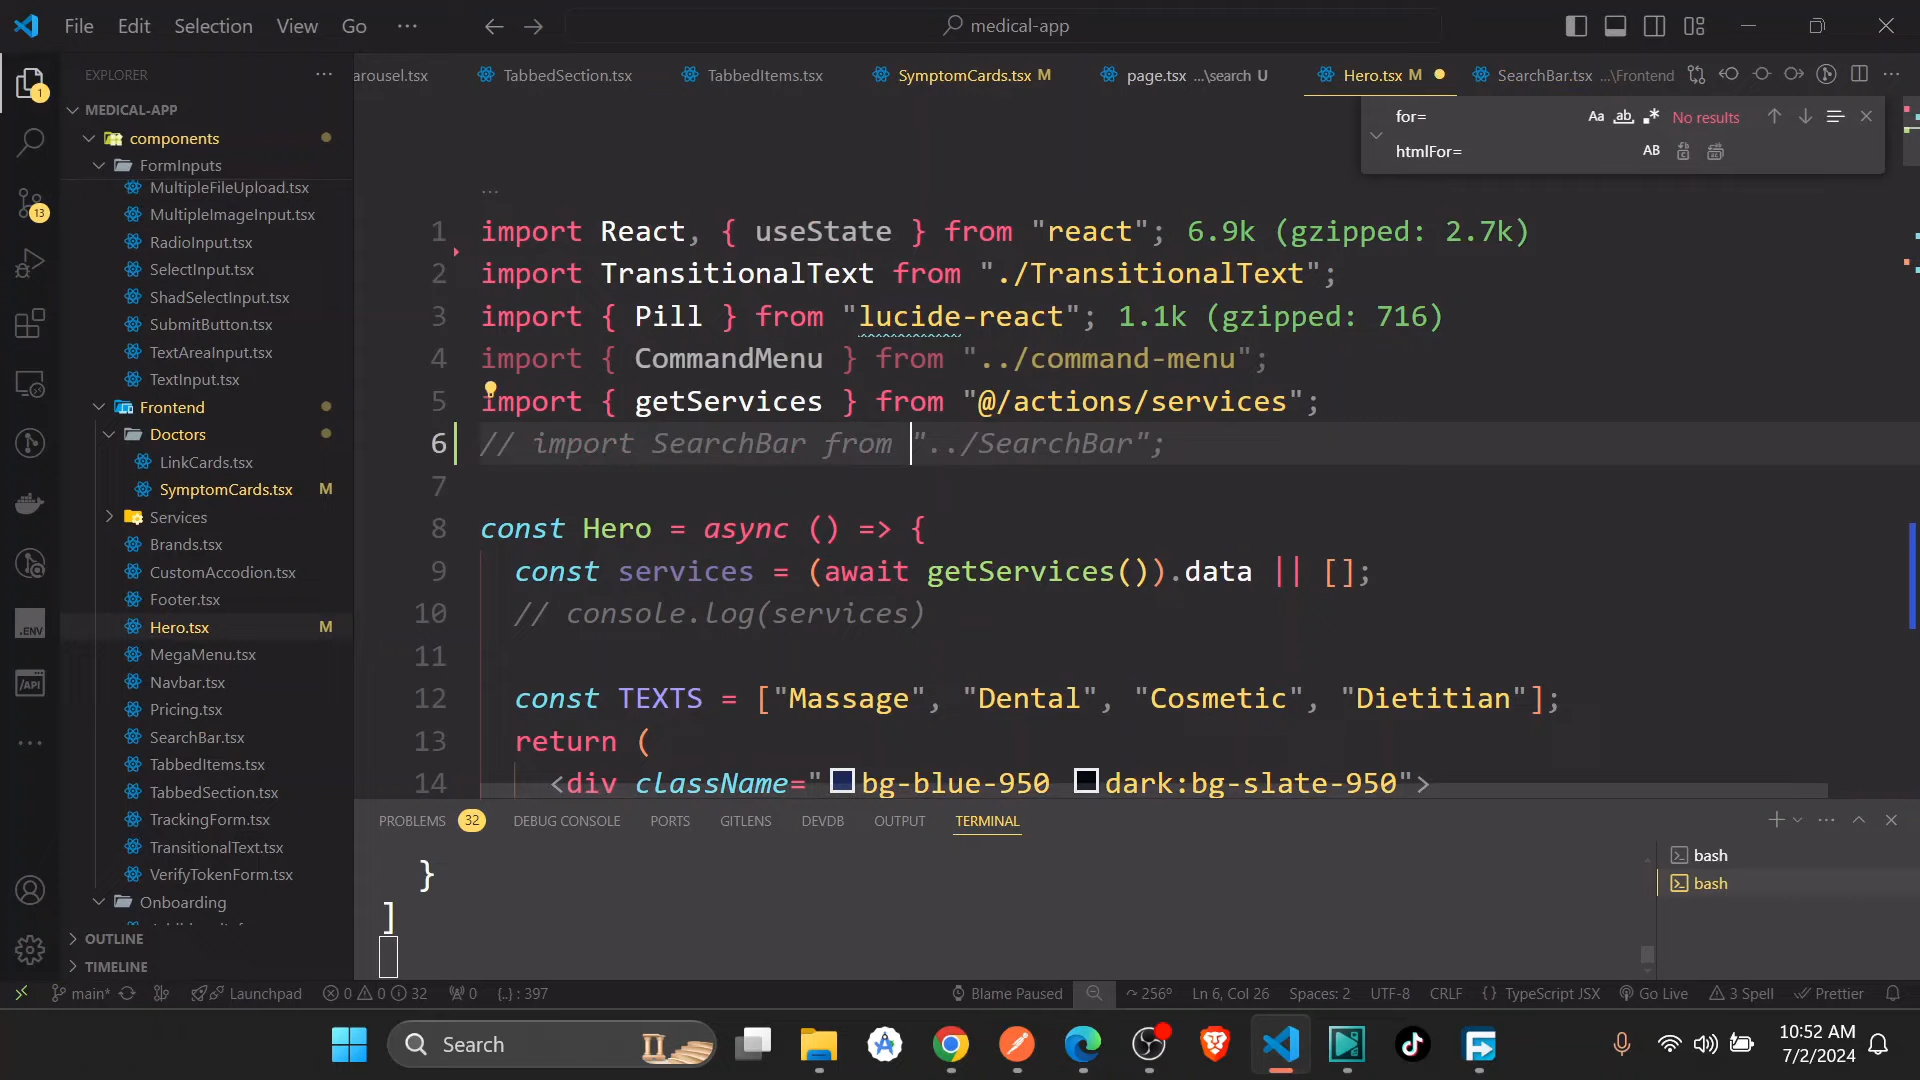 File Edit Selection View Go ···
medical-app
EXPLORER ···
arousel.tsx
TabbedSection.tsx
TabbedItems.tsx
SymptomCards.tsx M
page.tsx ...\search U
Hero.tsx M
SearchBar.tsx ...\Frontend
MEDICAL-APP
components
FormInputs
MultipleFileUpload.tsx
MultipleImageInput.tsx
RadioInput.tsx
SelectInput.tsx
ShadSelectInput.tsx
SubmitButton.tsx
TextAreaInput.tsx
TextInput.tsx
Frontend
Doctors
LinkCards.tsx
SymptomCards.tsx M
Services
Brands.tsx
CustomAccodion.tsx
Footer.tsx
Hero.tsx M
MegaMenu.tsx
Navbar.tsx
Pricing.tsx
SearchBar.tsx
TabbedItems.tsx
TabbedSection.tsx
TrackingForm.tsx
TransitionalText.tsx
VerifyTokenForm.tsx
Onboarding
OUTLINE
TIMELINE
1
13
.ENV
/API
for= Aa ab .* No results
htmlFor= AB
...
1 import React, { useState } from "react"; 6.9k (gzipped: 2.7k)
2 import TransitionalText from "./TransitionalText";
3 import { Pill } from "lucide-react"; 1.1k (gzipped: 716)
4 import { CommandMenu } from "../command-menu";
5 import { getServices } from "@/actions/services";
6 // import SearchBar from "../SearchBar";
7
8 const Hero = async () => {
9 const services = (await getServices()).data || [];
10 // console.log(services)
11
12 const TEXTS = ["Massage", "Dental", "Cosmetic", "Dietitian"];
13 return (
14 <div className="bg-blue-950 dark:bg-slate-950">
PROBLEMS 32 DEBUG CONSOLE PORTS GITLENS DEVDB OUTPUT TERMINAL
}
]
bash
bash
main* Launchpad 0 0 32 0 {..} : 397
Blame Paused 256° Ln 6, Col 26 Spaces: 2 UTF-8 CRLF {} TypeScript JSX Go Live 3 Spell Prettier
Search
10:52 AM
7/2/2024